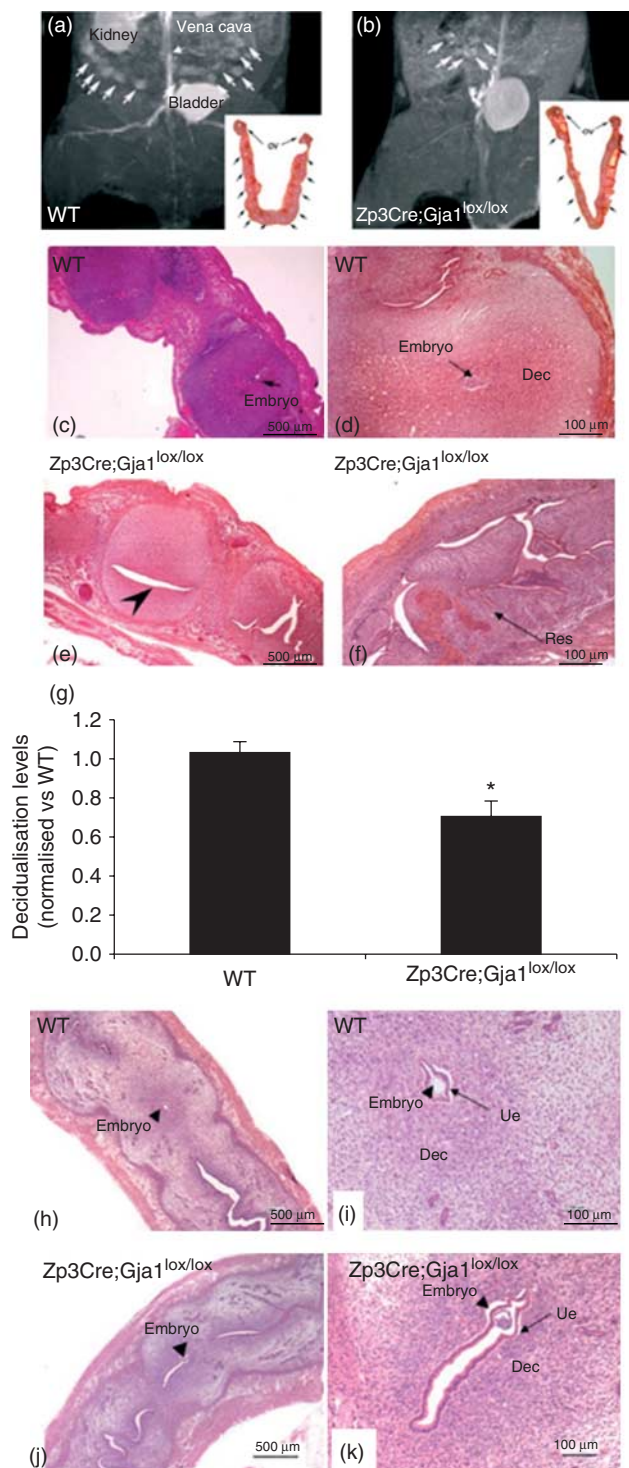 (a)
Kidney
Vena cava
Bladder
ov
WT
(b)
ov
Zp3Cre;Gja1lox/lox
WT
Embryo
(c)
500 µm
WT
Embryo
Dec
(d)
100 µm
Zp3Cre;Gja1lox/lox
(e)
500 µm
Zp3Cre;Gja1lox/lox
Res
(f)
100 µm
(g)
Decidualisation levels
(normalised vs WT)
1.2
1.0
0.8
0.6
0.4
0.2
0.0
*
WT
Zp3Cre;Gja1lox/lox
WT
Embryo
(h)
500 µm
WT
Embryo
Ue
Dec
(i)
100 µm
Zp3Cre;Gja1lox/lox
Embryo
(j)
500 µm
Zp3Cre;Gja1lox/lox
Embryo
Ue
Dec
(k)
100 µm